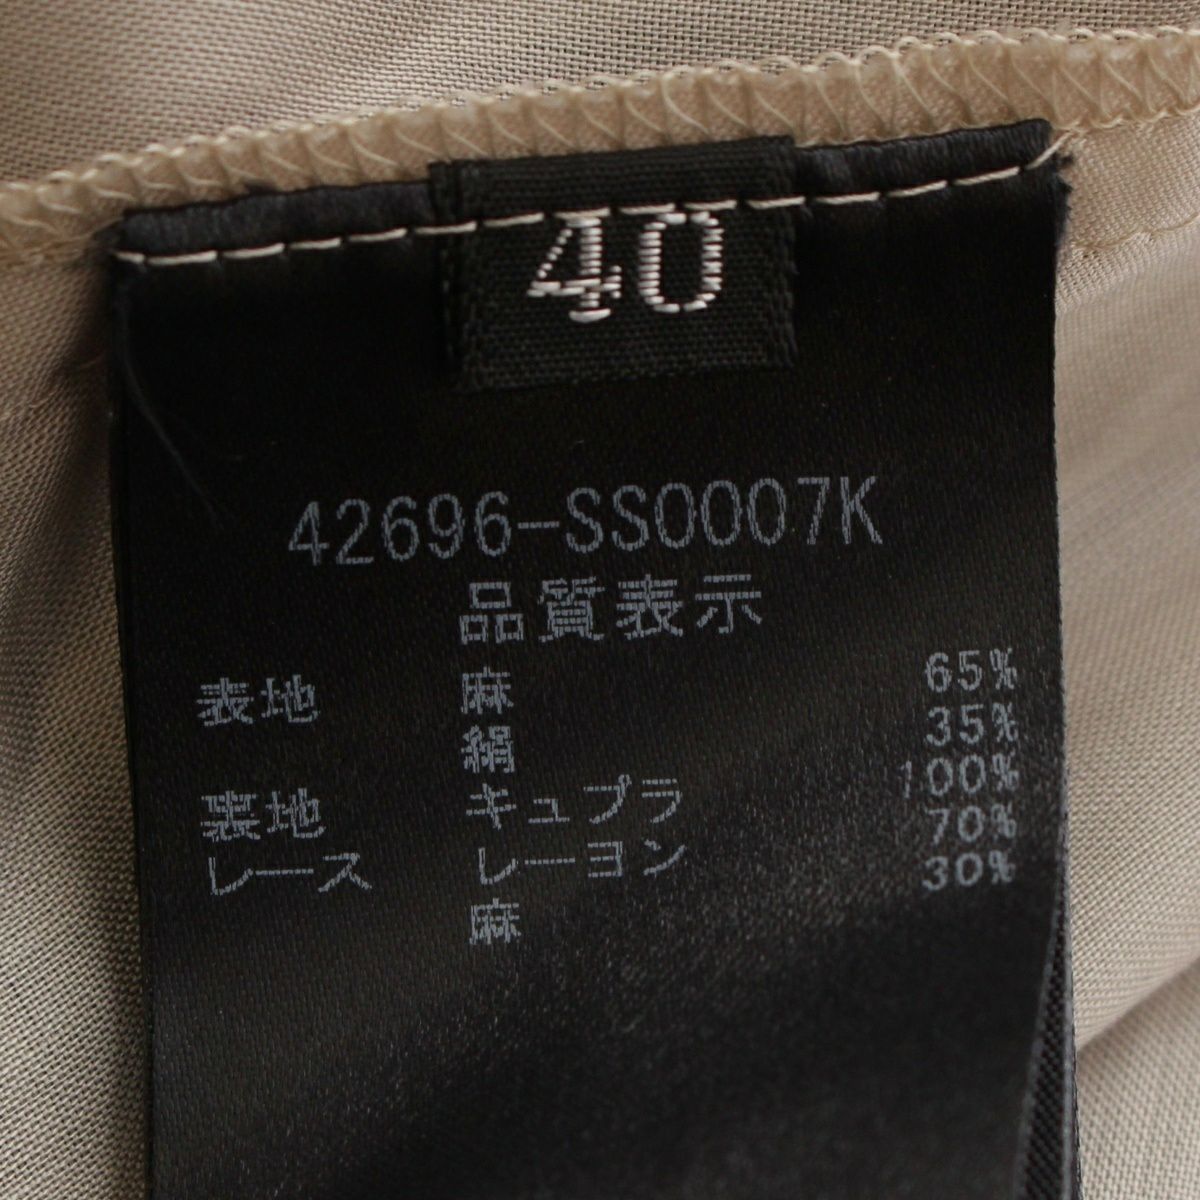 40
42696-SS0007K
品質表示
表地 麻 65%
絹 35%
裏地 キュプラ 100%
レース レーヨン 70%
麻 30%